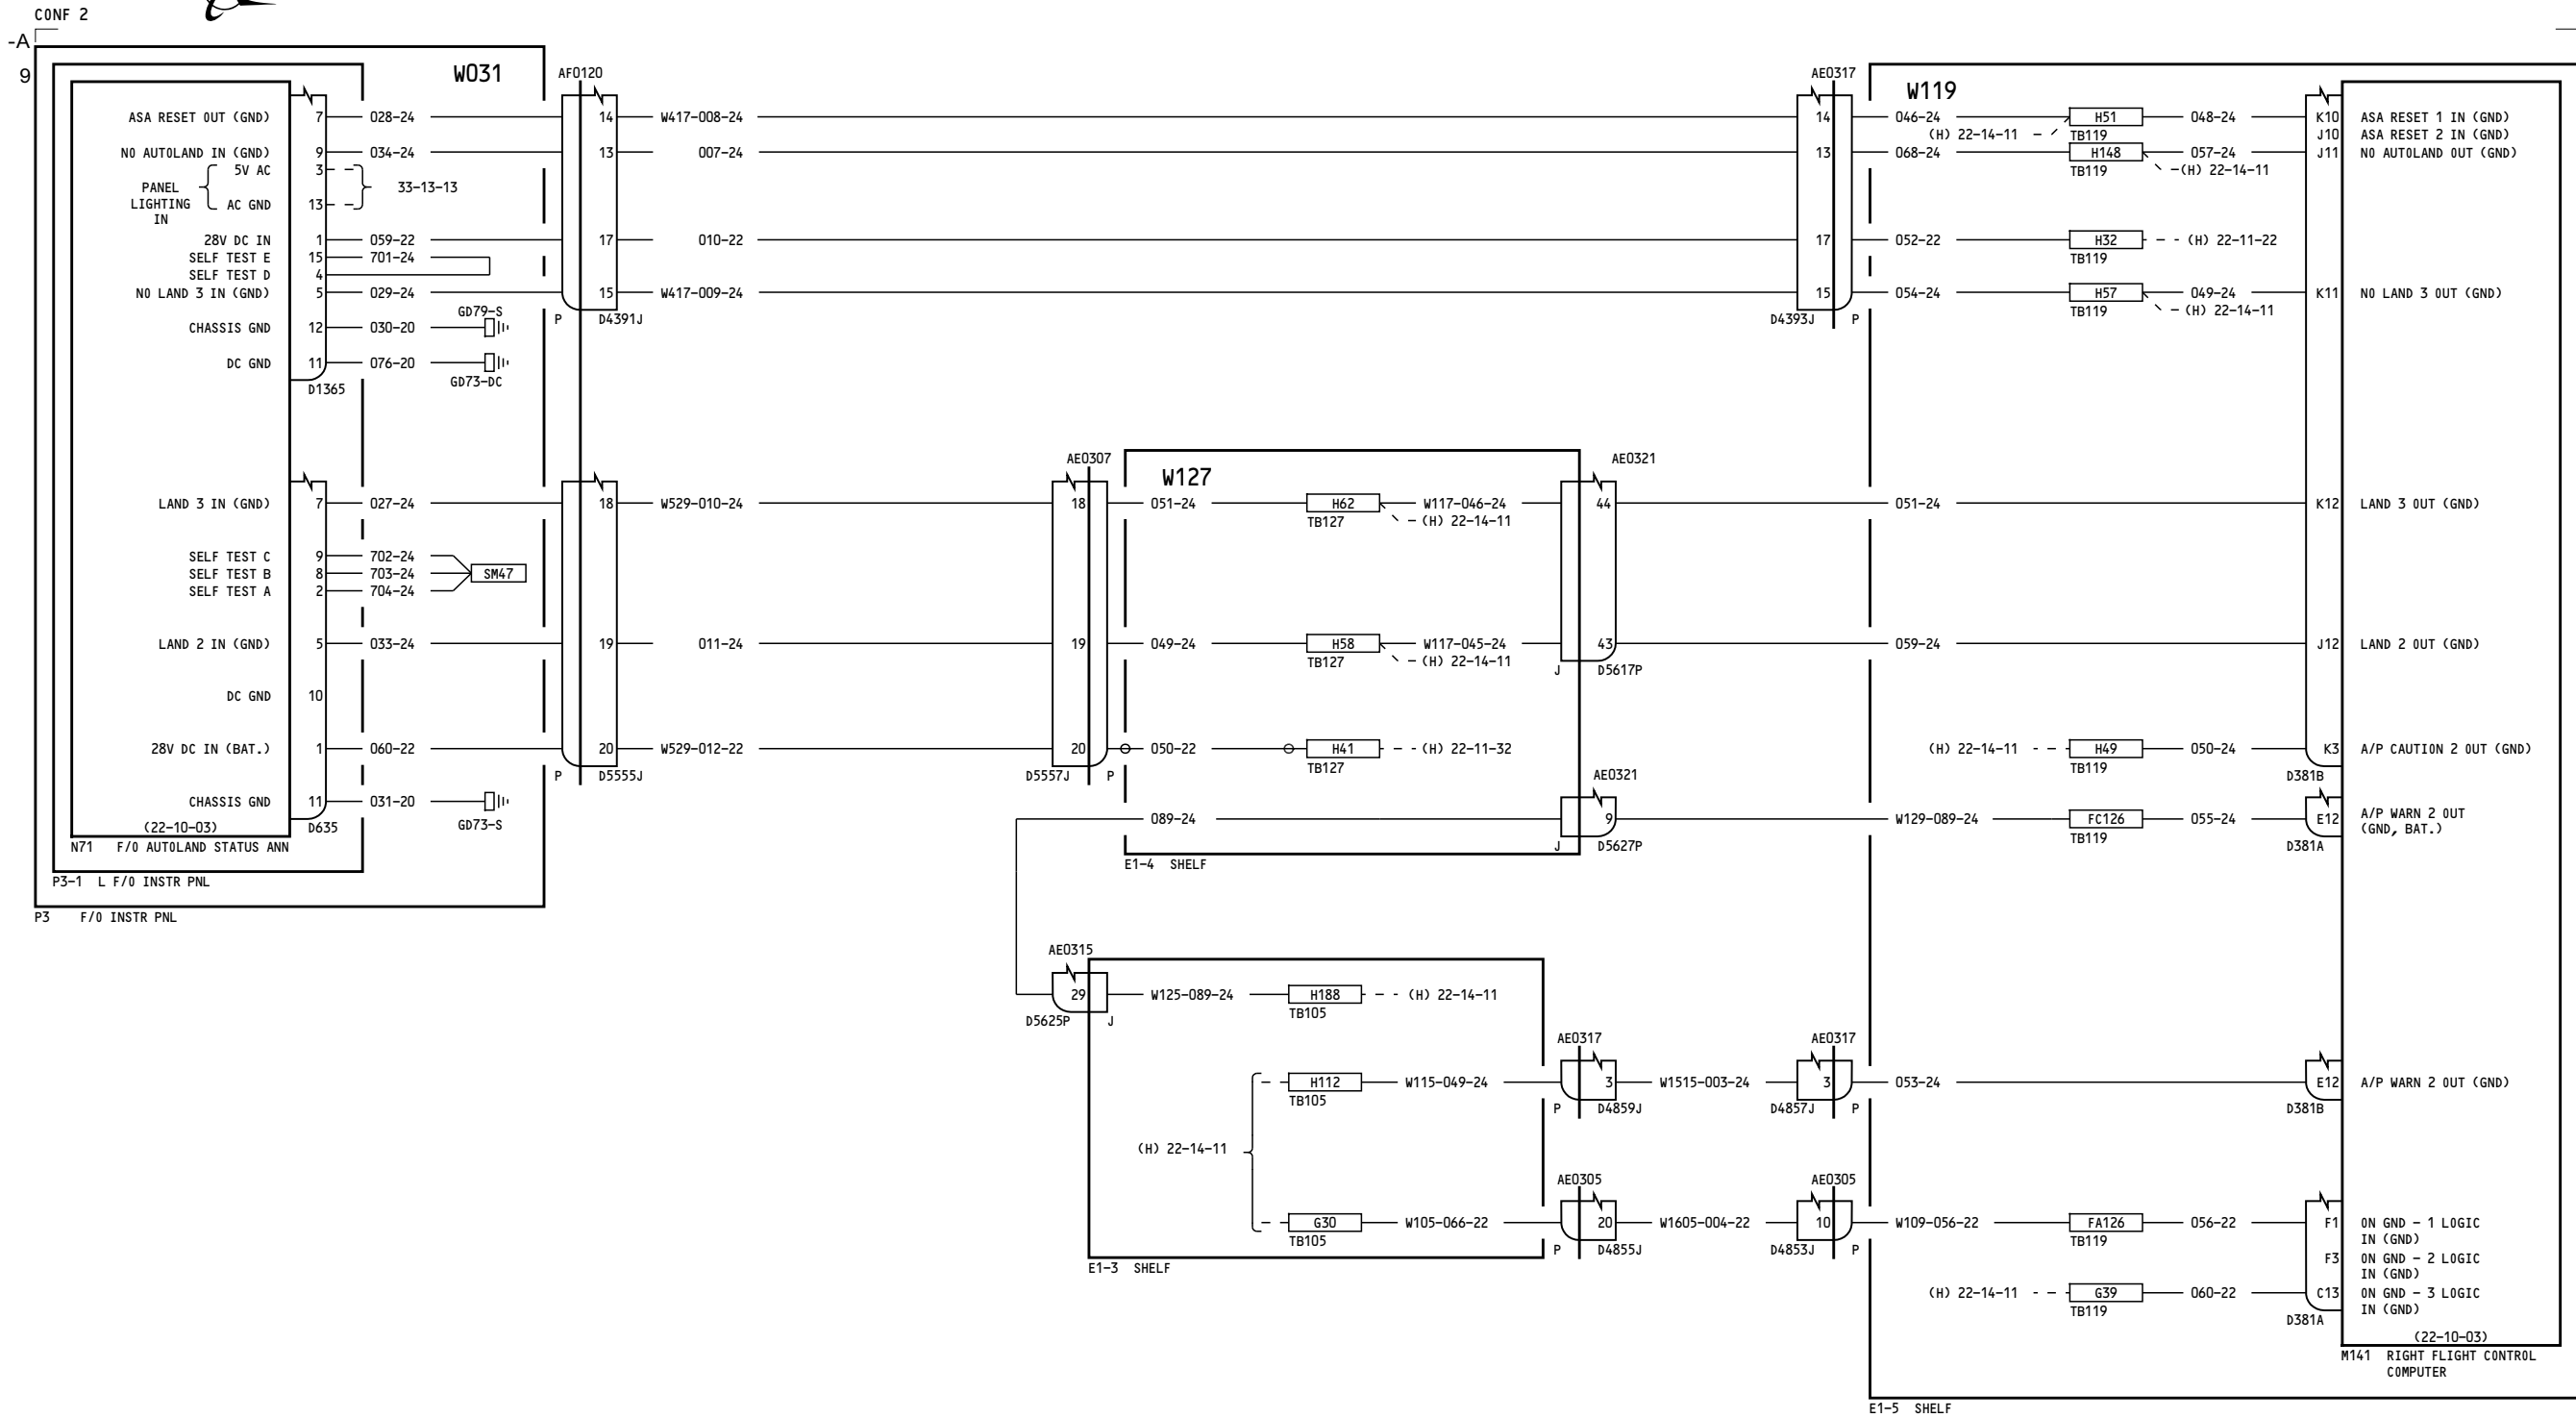 CONF 2
-A
9
W031
AF0120
AE0317
W119
ASA RESET OUT (GND) 7 028-24 14 W417-008-24 14 046-24 H51 048-24 K10 ASA RESET 1 IN (GND)
(H) 22-14-11 TB119 J10 ASA RESET 2 IN (GND)
NO AUTOLAND IN (GND) 9 034-24 13 007-24 13 068-24 H148 057-24 J11 NO AUTOLAND OUT (GND)
5V AC 3 TB119 (H) 22-14-11
PANEL 33-13-13
LIGHTING AC GND 13
IN
28V DC IN 1 059-22 17 010-22 17 052-22 H32 (H) 22-11-22
SELF TEST E 15 701-24 TB119
SELF TEST D 4
NO LAND 3 IN (GND) 5 029-24 15 W417-009-24 15 054-24 H57 049-24 K11 NO LAND 3 OUT (GND)
GD79-S TB119 (H) 22-14-11
P D4391J D4393J P
CHASSIS GND 12 030-20
DC GND 11 076-20
GD73-DC
D1365
AE0307
W127
AE0321
LAND 3 IN (GND) 7 027-24 18 W529-010-24 18 051-24 H62 W117-046-24 44 051-24 K12 LAND 3 OUT (GND)
TB127 (H) 22-14-11
SELF TEST C 9 702-24
SELF TEST B 8 703-24 SM47
SELF TEST A 2 704-24
LAND 2 IN (GND) 5 033-24 19 011-24 19 049-24 H58 W117-045-24 43 059-24 J12 LAND 2 OUT (GND)
TB127 (H) 22-14-11
J D5617P
DC GND 10
28V DC IN (BAT.) 1 060-22 20 W529-012-22 20 050-22 H41 (H) 22-11-32 (H) 22-14-11 H49 050-24 K3 A/P CAUTION 2 OUT (GND)
TB127 TB119
P D5555J D5557J P AE0321 D381B
CHASSIS GND 11 031-20
GD73-S
089-24 9 W129-089-24 FC126 055-24 E12 A/P WARN 2 OUT
(GND, BAT.)
TB119
(22-10-03) D635
N71 F/O AUTOLAND STATUS ANN
J D5627P D381A
E1-4 SHELF
P3-1 L F/O INSTR PNL
P3 F/O INSTR PNL
AE0315
29 W125-089-24 H188 (H) 22-14-11
TB105
D5625P J
AE0317 AE0317
H112 W115-049-24 3 W1515-003-24 3 053-24 E12 A/P WARN 2 OUT (GND)
TB105
P D4859J D4857J P D381B
(H) 22-14-11
AE0305 AE0305
G30 W105-066-22 20 W1605-004-22 10 W109-056-22 FA126 056-22 F1 ON GND - 1 LOGIC
IN (GND)
TB105 TB119
P D4855J D4853J P
F3 ON GND - 2 LOGIC
IN (GND)
E1-3 SHELF
(H) 22-14-11 G39 060-22 C13 ON GND - 3 LOGIC
IN (GND)
TB119
D381A
(22-10-03)
M141 RIGHT FLIGHT CONTROL
COMPUTER
E1-5 SHELF